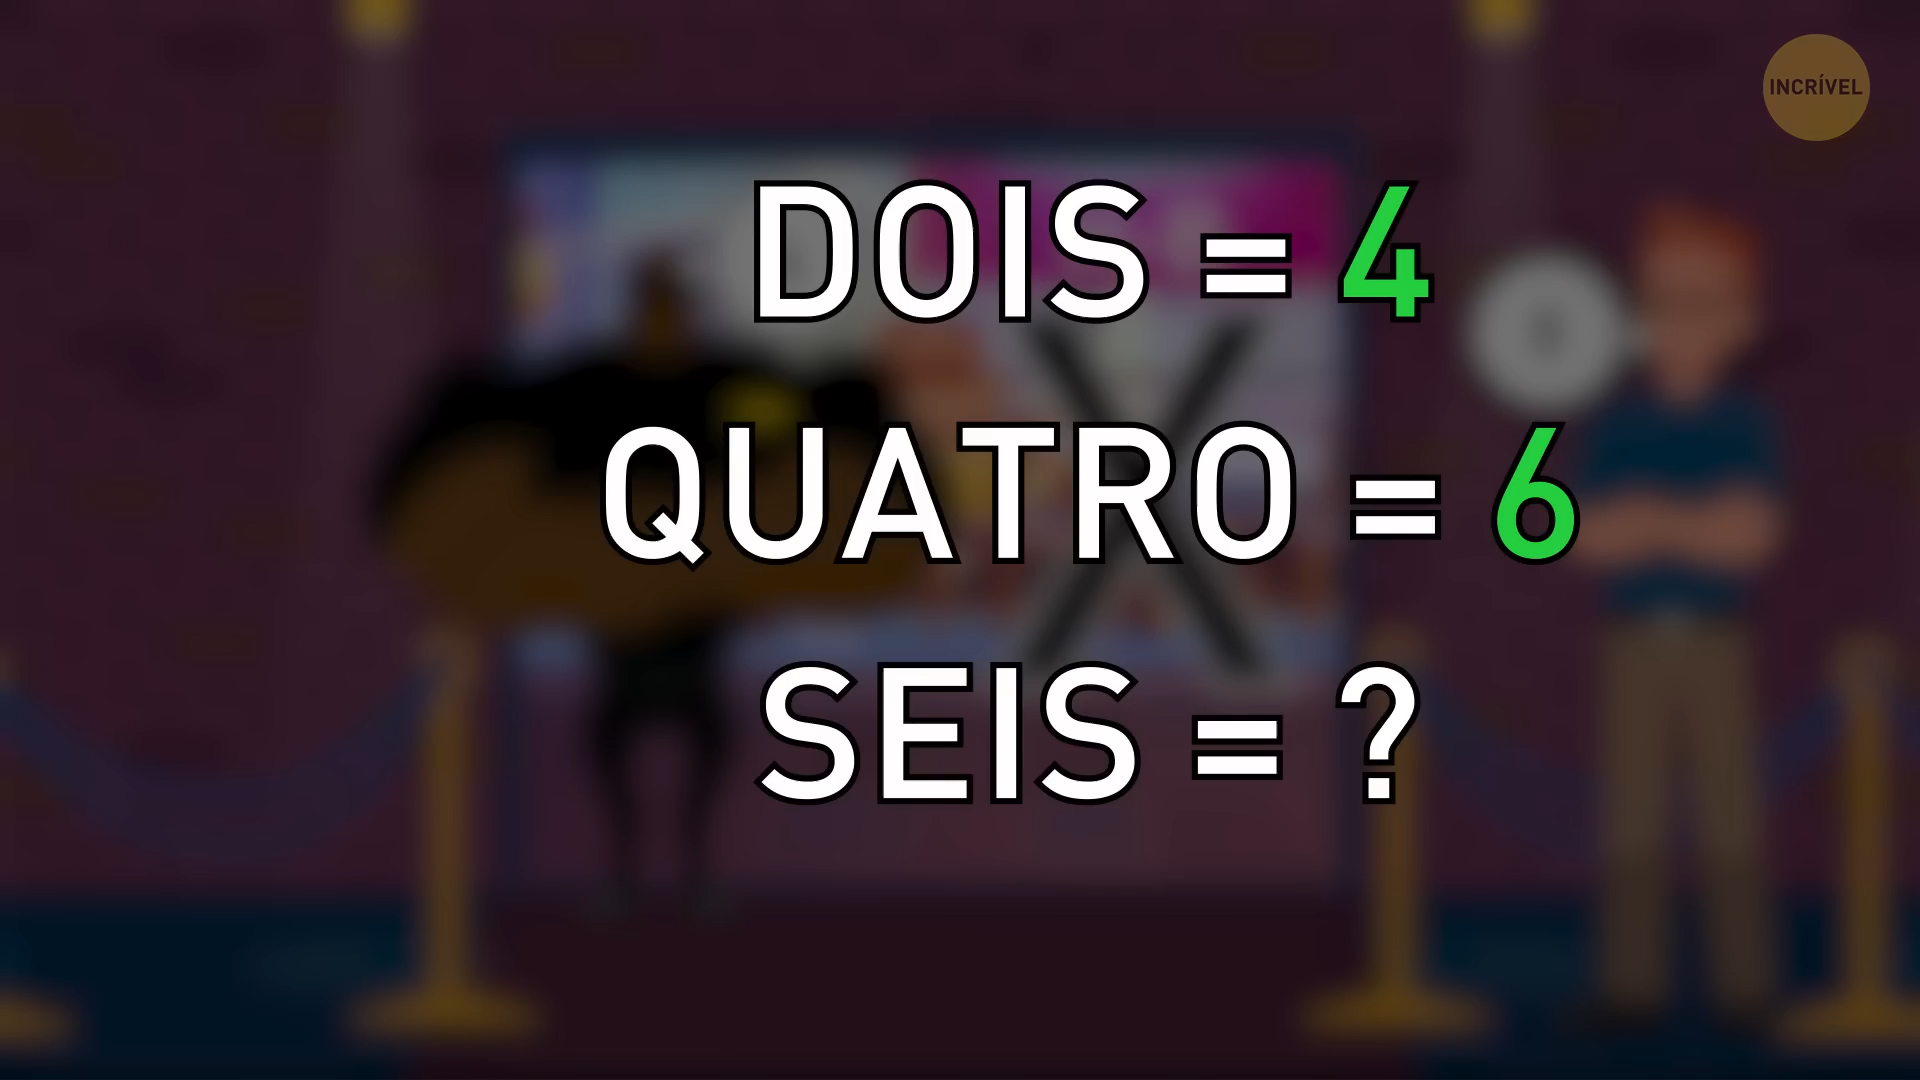 INCRÍVEL
DOIS = 4
QUATRO = 6
SEIS = ?